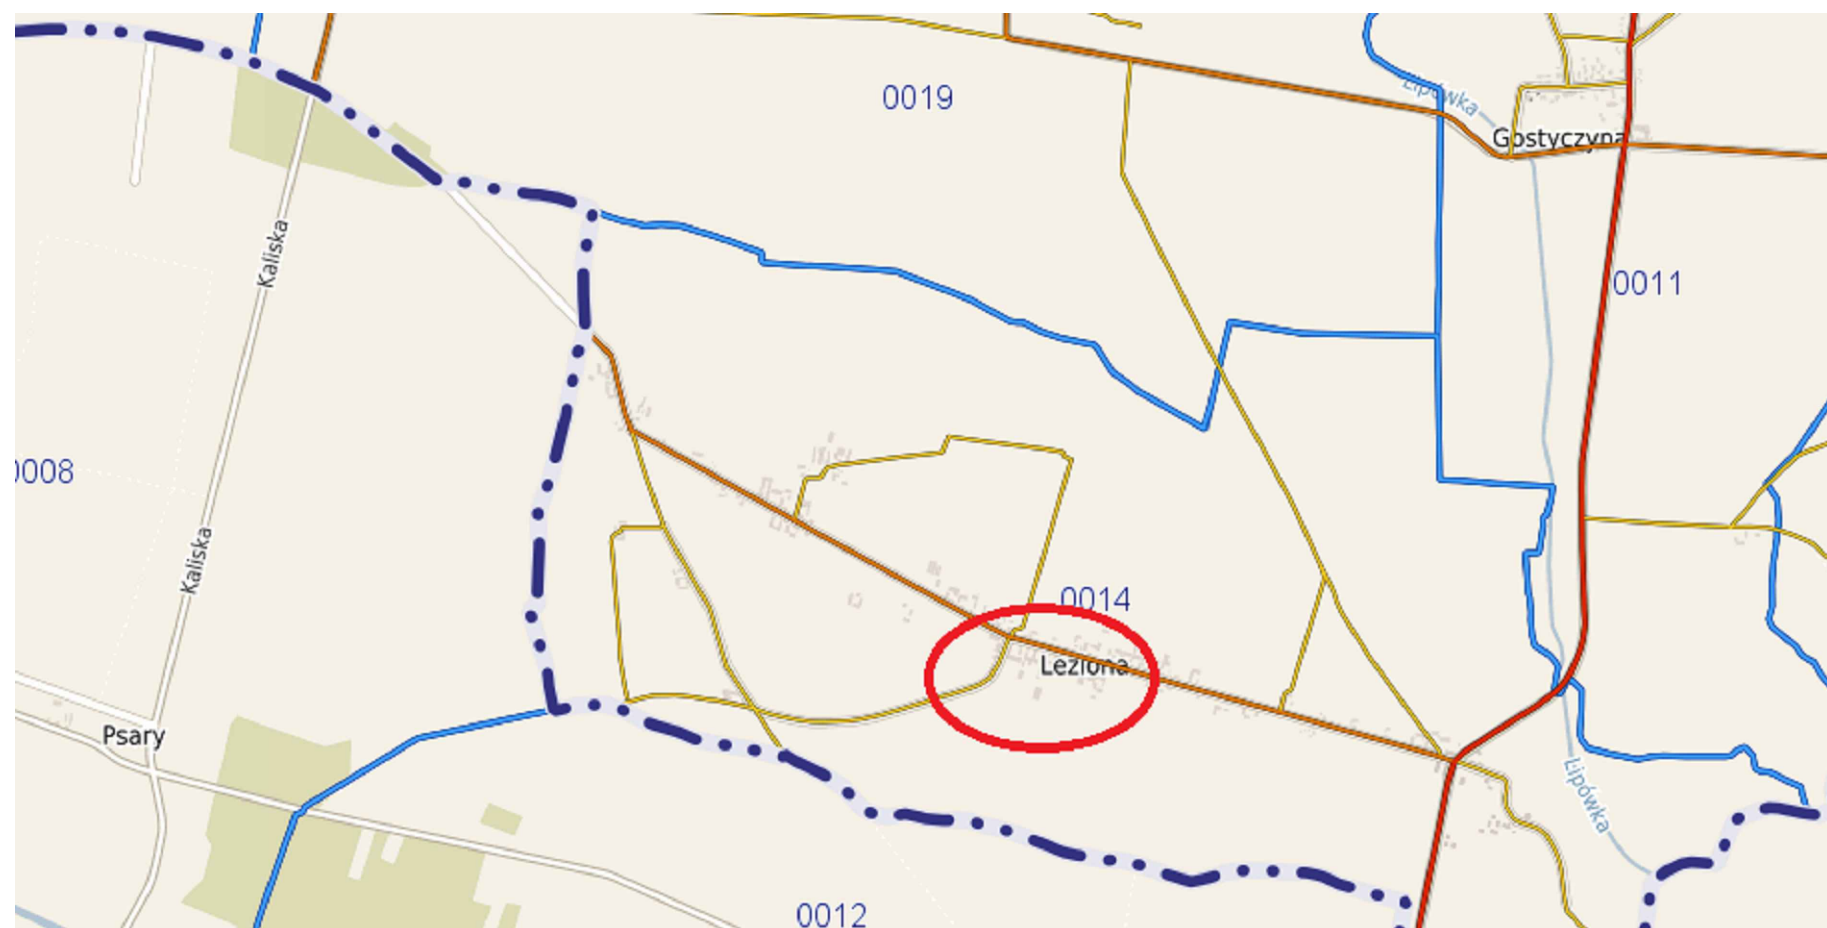 Lipówka
0019
Gostyczyna
Kaliska
0011
0008
Kaliska
0014
Leziona
Psary
Lipówka
0012